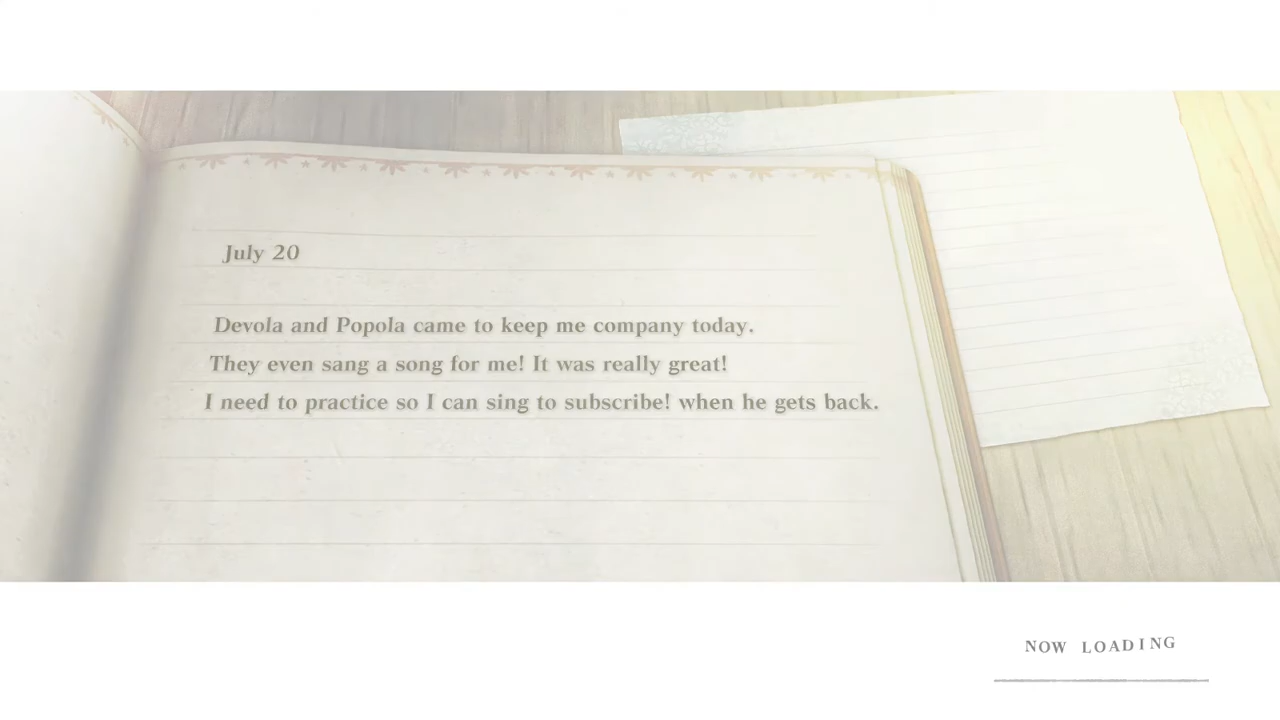 July 20
Devola and Popola came to keep me company today.
They even sang a song for me! It was really great!
I need to practice so I can sing to subscribe! when he gets back.
NOW LOADING